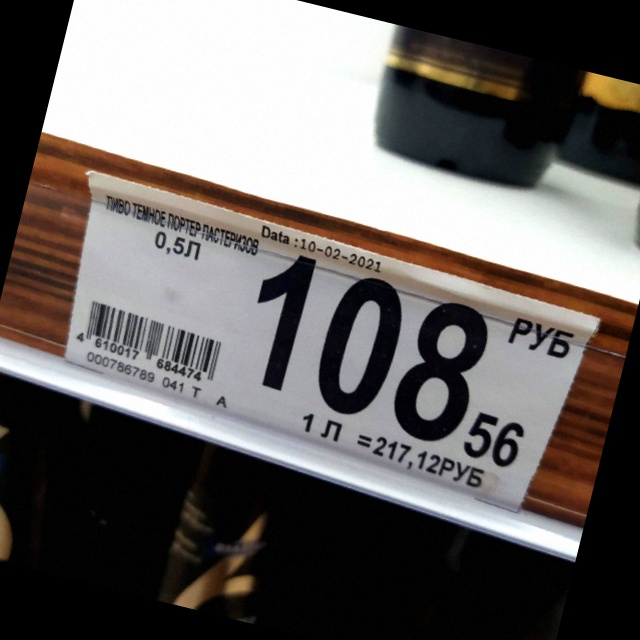 ПИВО ТЕМНОЕ ПОРТЕР ПАСТЕРИЗОВ
0,5Л
Data :10-02-2021
108 56 РУБ
4 610017 684474
000786789 041 Т А
1 Л =217,12РУБ